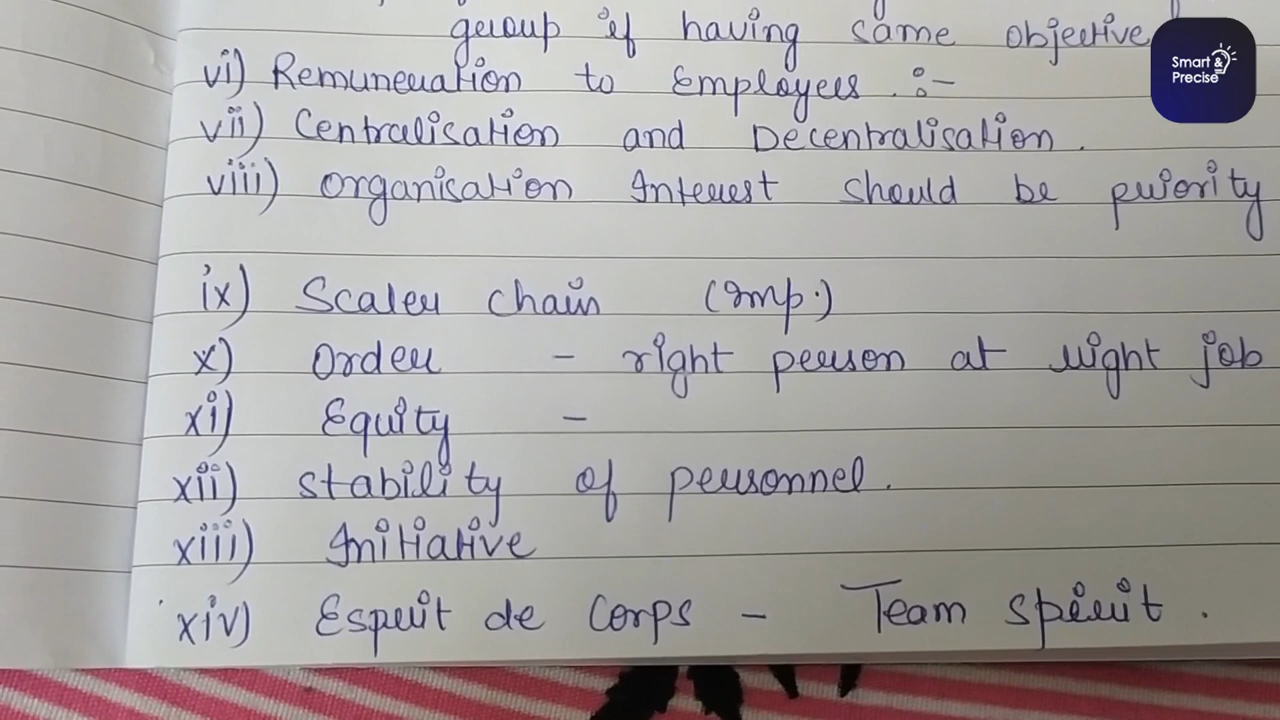 group if having same objective
Smart &
Precise
vi) Remuneration to Employees :-
vii) Centralisation and Decentralisation.
viii) Organisation Interest should be priority
ix) Scaler chain (Imp.)
x) Order - right person at right job
xi) Equity -
xii) Stability of personnel.
xiii) Initiative
xiv) Esprit de Corps - Team spirit.